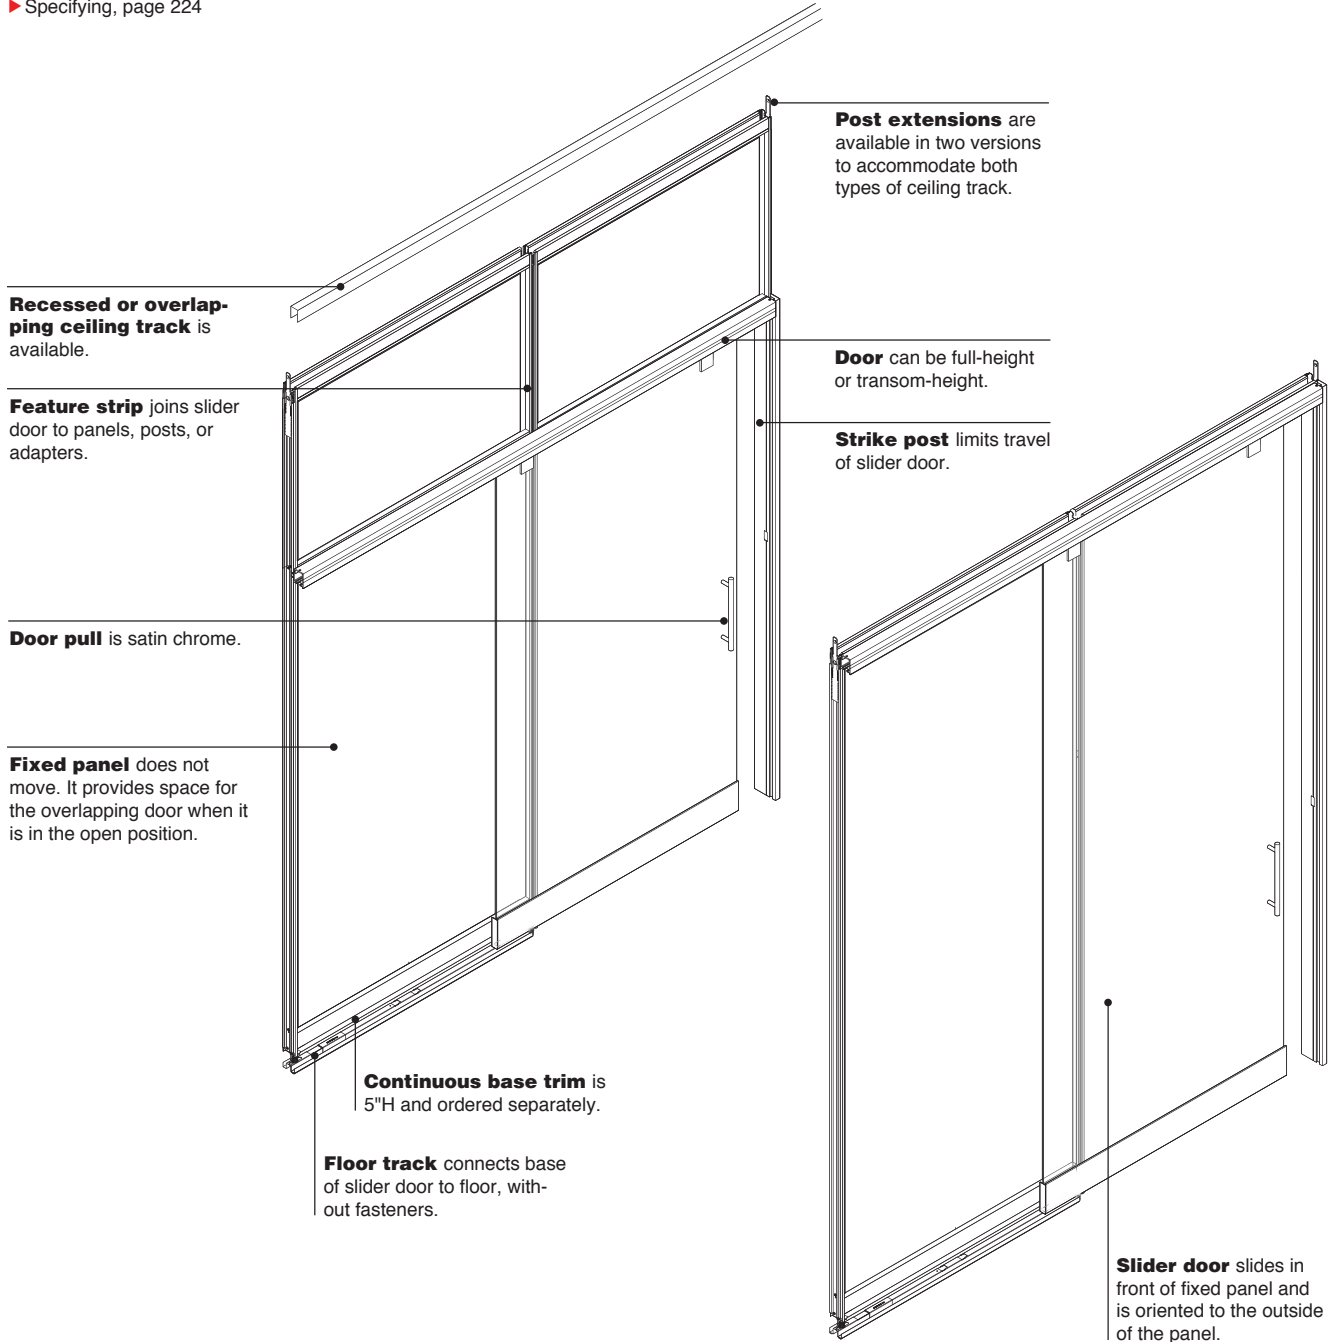 ▶ Specifying, page 224
Post extensions are
available in two versions
to accommodate both
types of ceiling track.
Recessed or overlap-
ping ceiling track is
available.
Door can be full-height
or transom-height.
Feature strip joins slider
door to panels, posts, or
adapters.
Strike post limits travel
of slider door.
Door pull is satin chrome.
Fixed panel does not
move. It provides space for
the overlapping door when it
is in the open position.
Continuous base trim is
5"H and ordered separately.
Floor track connects base
of slider door to floor, with-
out fasteners.
Slider door slides in
front of fixed panel and
is oriented to the outside
of the panel.